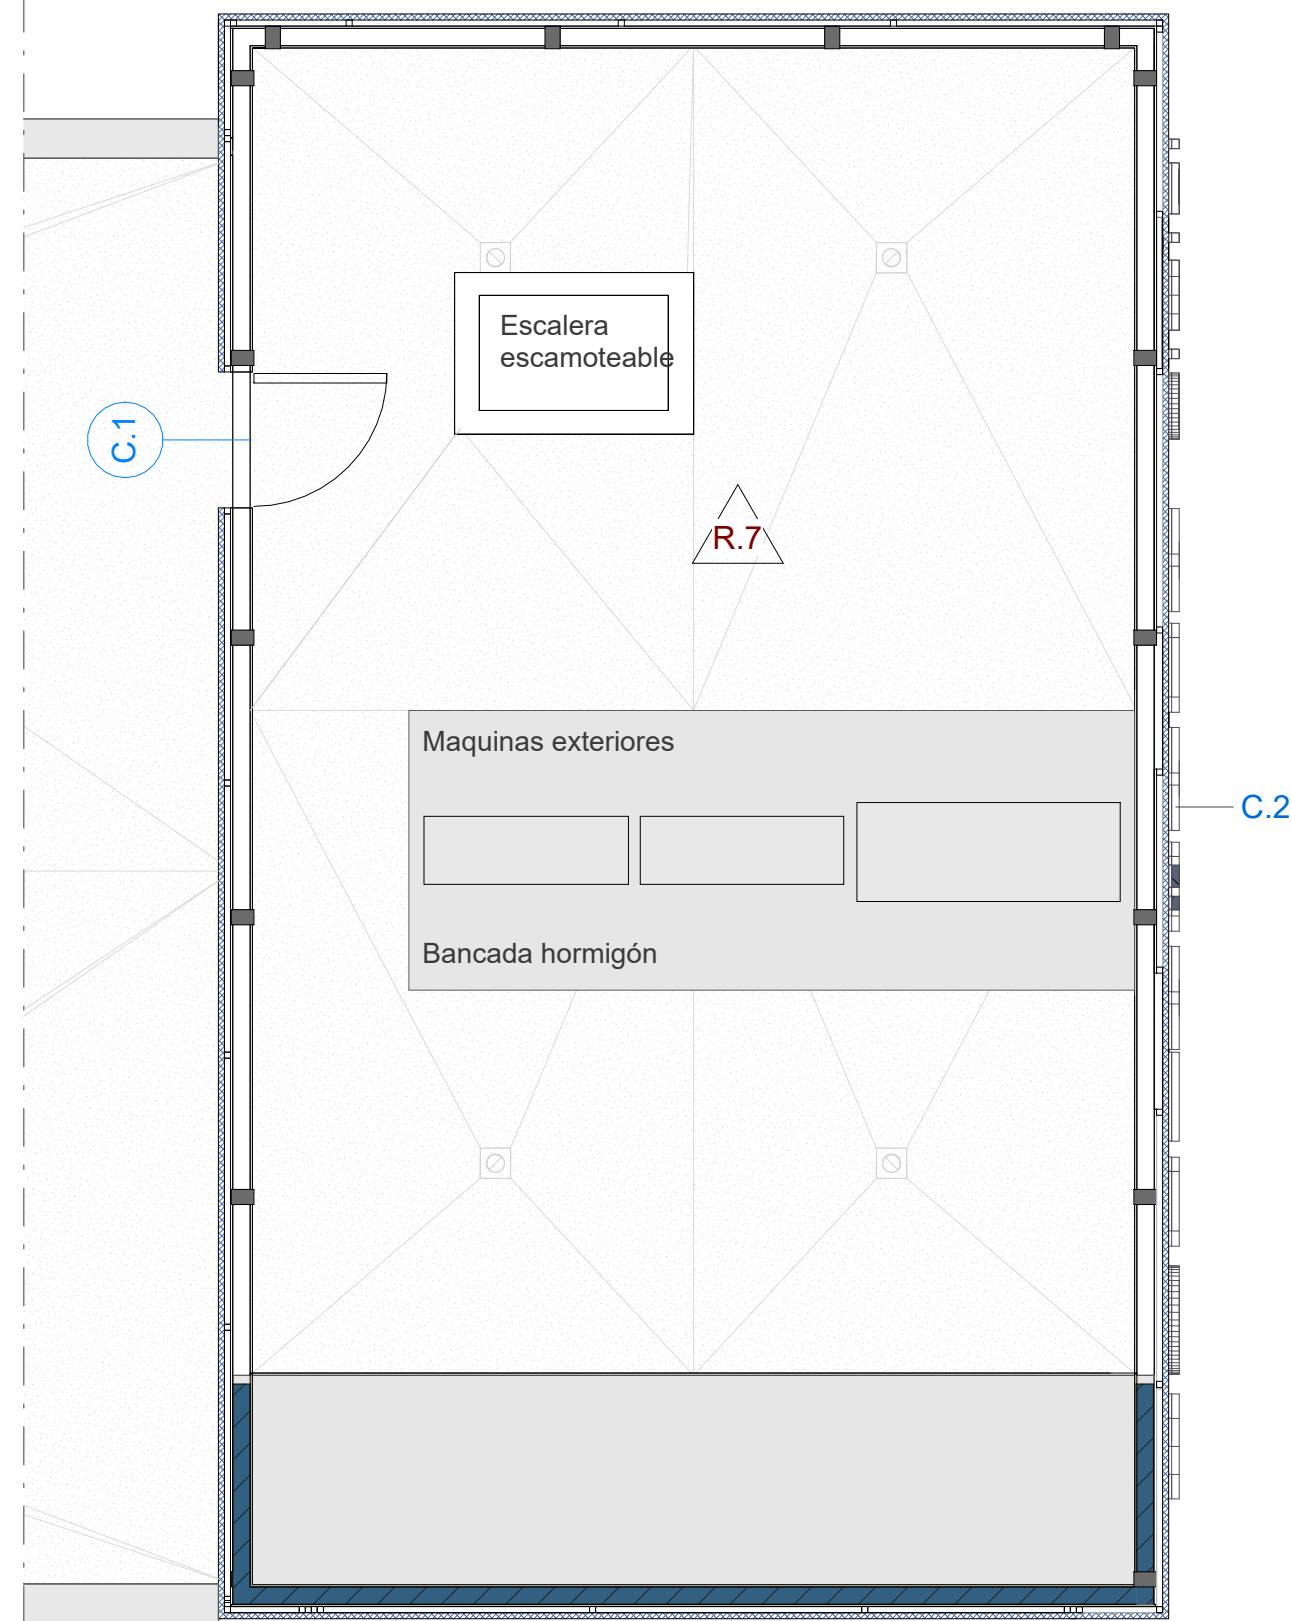 Escalera
escamoteable
C.1
R.7
Maquinas exteriores
C.2
Bancada hormigón